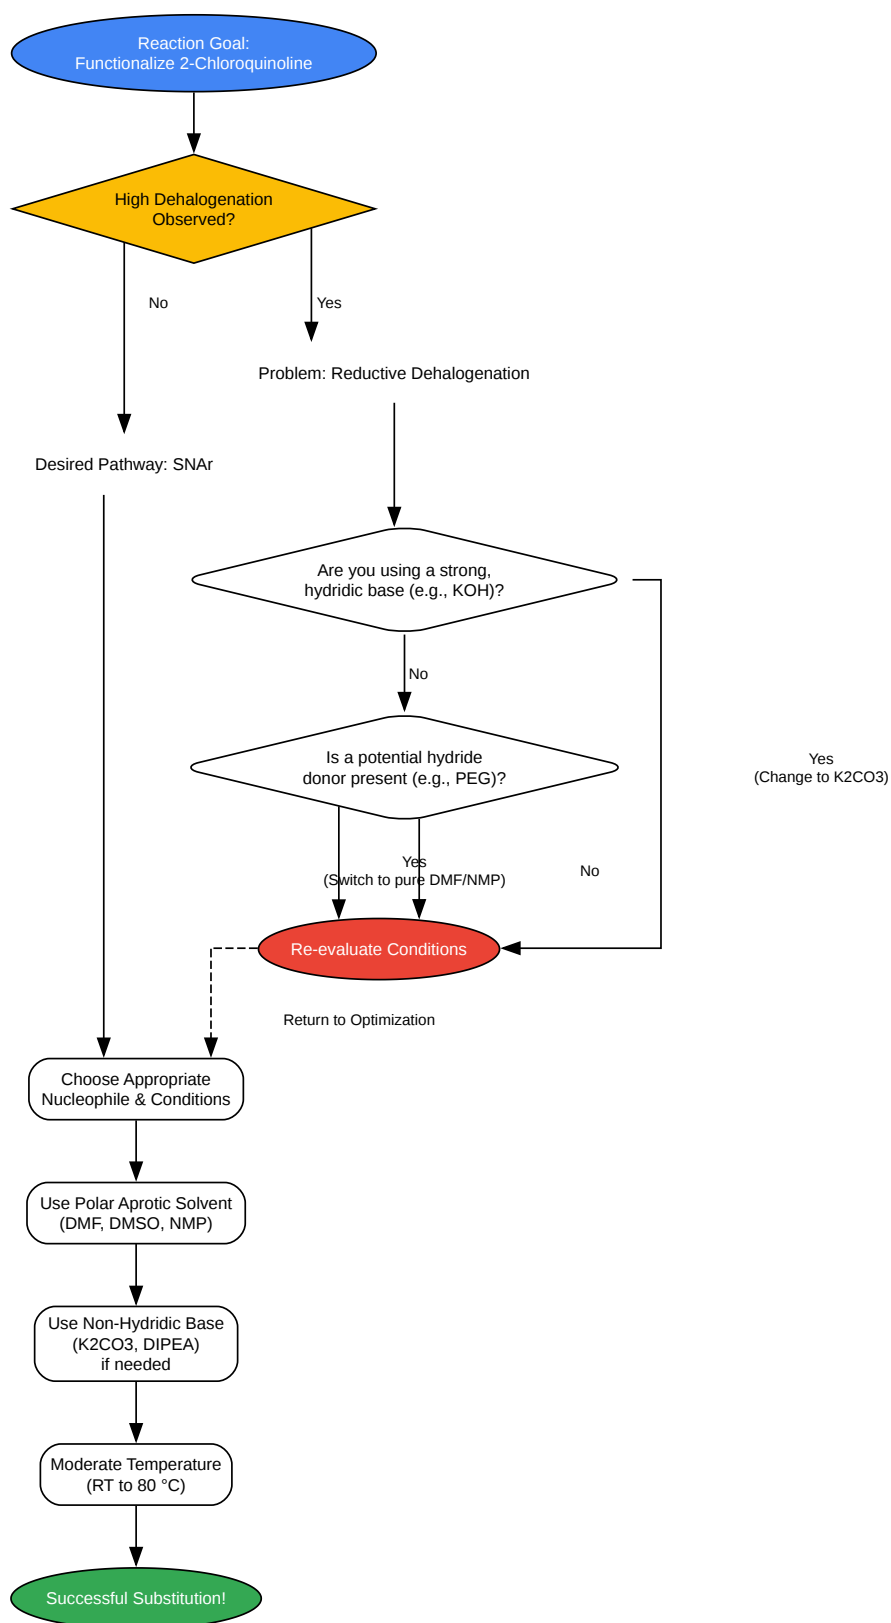 Reaction Goal:
Functionalize 2-Chloroquinoline
High Dehalogenation
Observed?
No
Yes
Problem: Reductive Dehalogenation
Desired Pathway: SNAr
Are you using a strong,
hydridic base (e.g., KOH)?
No
Is a potential hydride
donor present (e.g., PEG)?
Yes
(Change to K2CO3)
Yes
(Switch to pure DMF/NMP)
No
Re-evaluate Conditions
Return to Optimization
Choose Appropriate
Nucleophile & Conditions
Use Polar Aprotic Solvent
(DMF, DMSO, NMP)
Use Non-Hydridic Base
(K2CO3, DIPEA)
if needed
Moderate Temperature
(RT to 80 °C)
Successful Substitution!